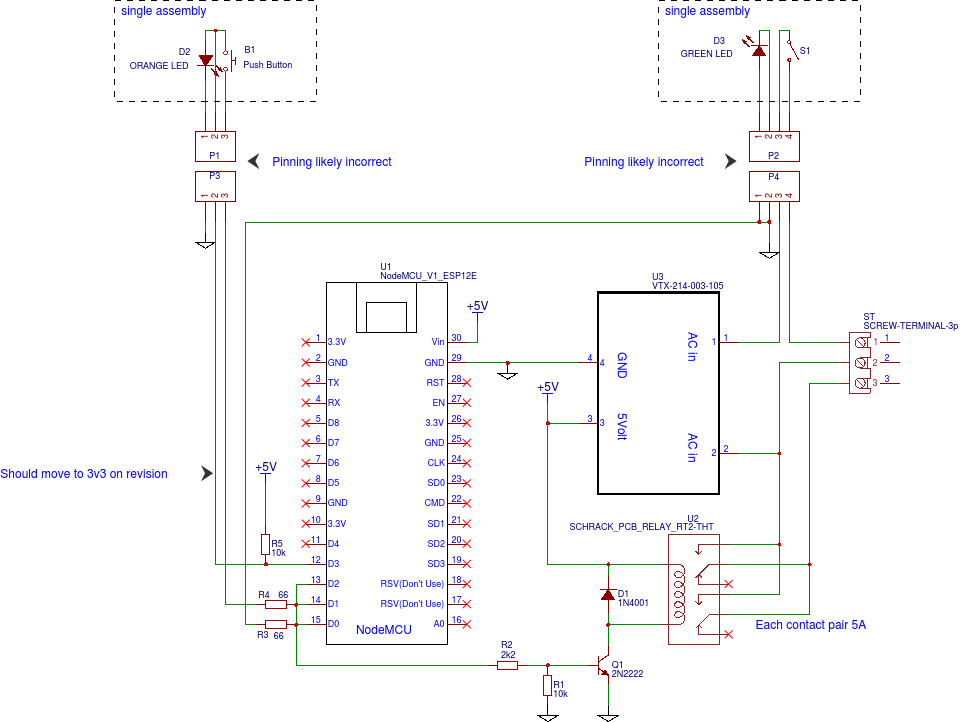 single assembly
single assembly
D2
ORANGE LED
B1
Push Button
D3
GREEN LED
S1
1 2 3
P1
1 2 3 4
P2
Pinning likely incorrect
Pinning likely incorrect
P3
1 2 3
P4
1 2 3 4
U1
NodeMCU_V1_ESP12E
U3
VTX-214-003-105
+5V
ST
SCREW-TERMINAL-3p
1 3.3V
Vin 30
1 1
AC in
1 1
2 GND
GND 29
4 4
GND
2 2
3 TX
RST 28
3 3
+5V
4 RX
EN 27
5 D8
3.3V 26
3 3
5Volt
6 D7
GND 25
AC in
2 2
7 D6
CLK 24
Should move to 3v3 on revision
+5V
8 D5
SD0 23
9 GND
CMD 22
10 3.3V
SD1 21
U2
SCHRACK_PCB_RELAY_RT2-THT
R5
10k
11 D4
SD2 20
12 D3
SD3 19
13 D2
RSV(Don't Use) 18
R4 66
14 D1
RSV(Don't Use) 17
D1
1N4001
15 D0
A0 16
NodeMCU
R3 66
Each contact pair 5A
R2
2k2
Q1
2N2222
R1
10k